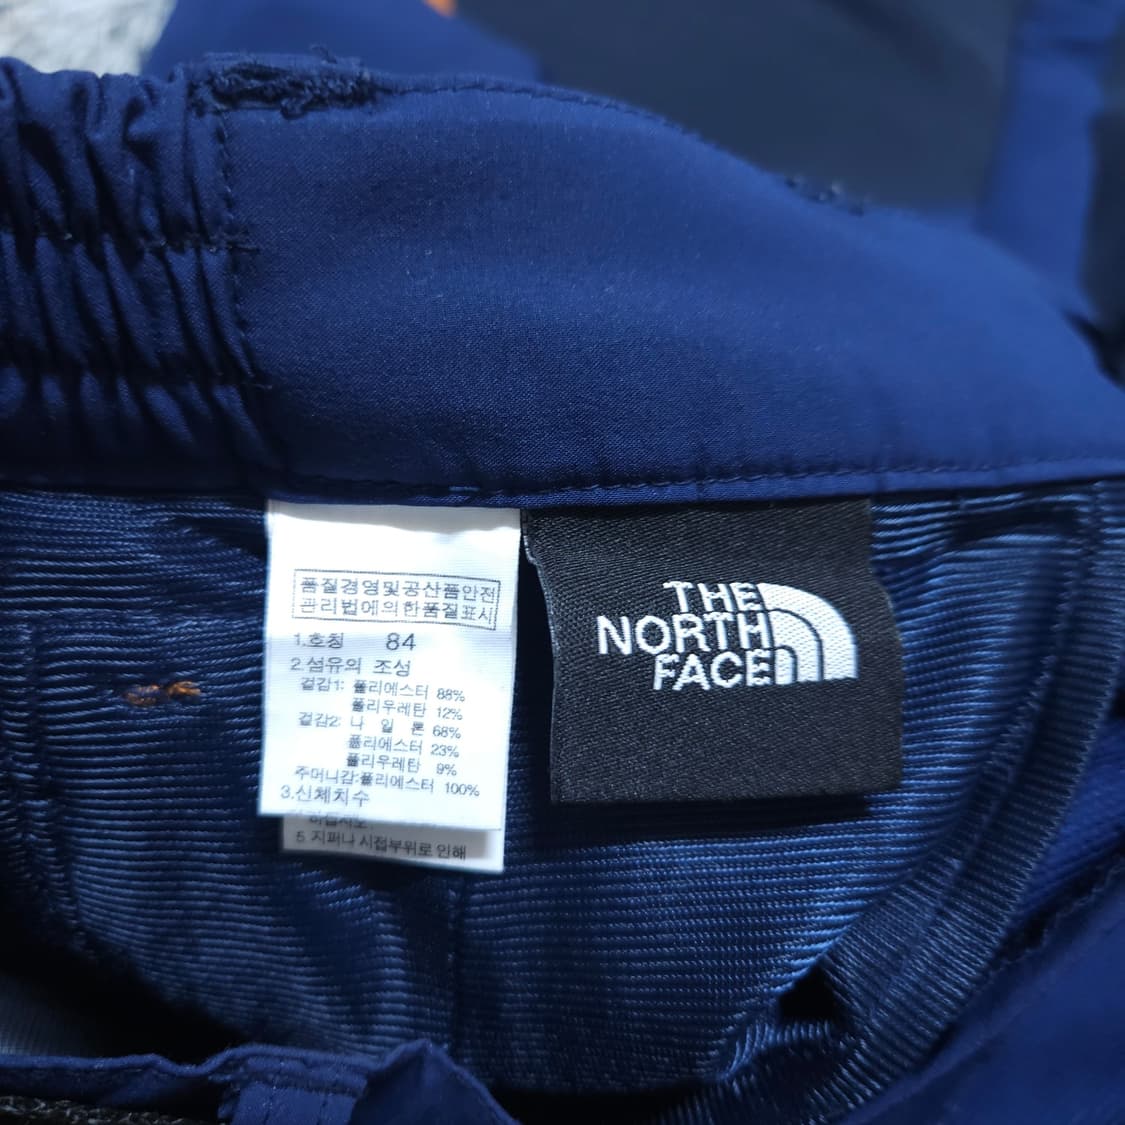 품질경영및공산품안전
관리법에의한품질표시
1.호칭 84
2.섬유의 조성
겉감1: 폴리에스터 88%
폴리우레탄 12%
겉감2: 나 일 론 68%
폴리에스터 23%
폴리우레탄 9%
주머니감:폴리에스터 100%
3.신체치수
하십시오.
5 지퍼나 시접부위로 인해
THE
NORTH
FACE